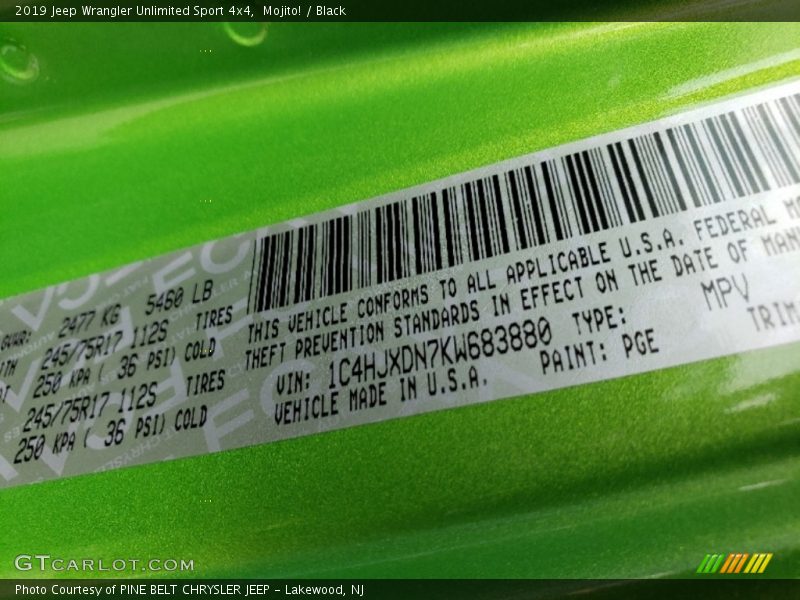 2019 Jeep Wrangler Unlimited Sport 4x4,  Mojito! / Black
GVWR: 2477 KG 5460 LB
245/75R17 112S TIRES
250 KPA ( 36 PSI) COLD
245/75R17 112S TIRES
250 KPA ( 36 PSI) COLD
THIS VEHICLE CONFORMS TO ALL APPLICABLE U.S.A. FEDERAL
THEFT PREVENTION STANDARDS IN EFFECT ON THE DATE OF
VIN: 1C4HJXDN7KW683880 TYPE: MPV
VEHICLE MADE IN U.S.A. PAINT: PGE TRIM
GTCARLOT.COM
Photo Courtesy of PINE BELT CHRYSLER JEEP - Lakewood, NJ